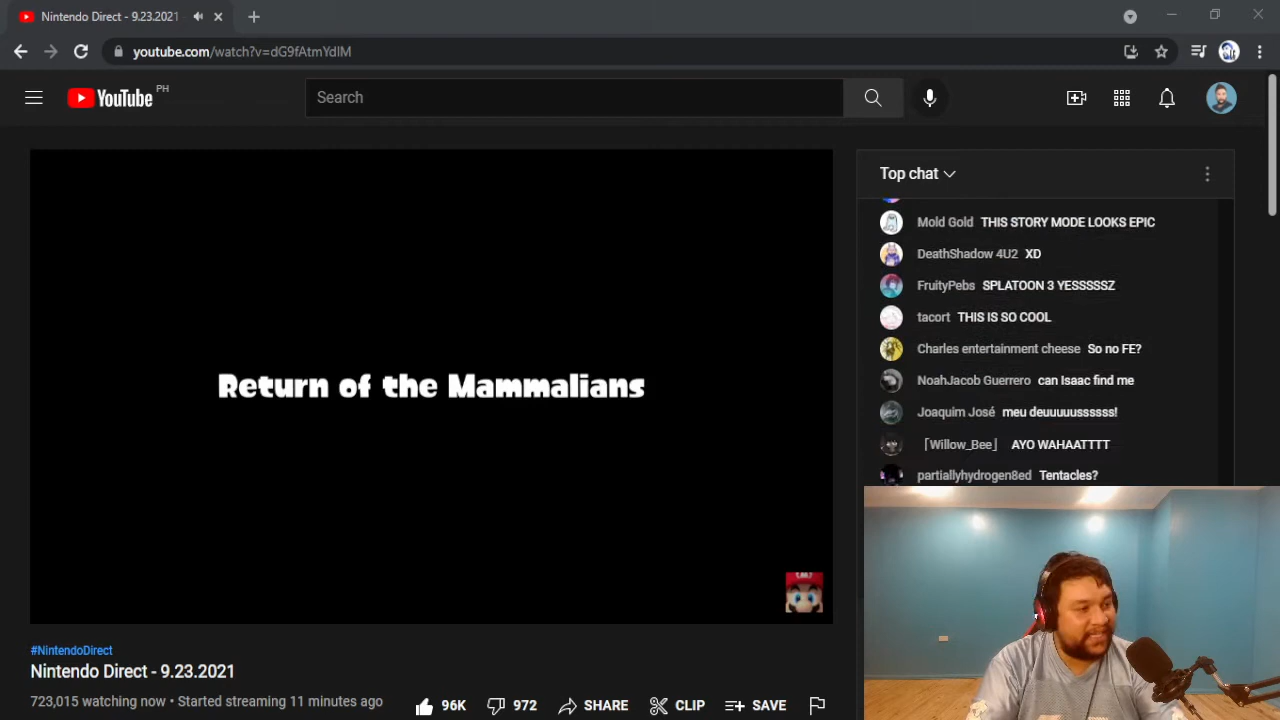 Nintendo Direct - 9.23.2021
youtube.com/watch?v=dG9fAtmYdlM
YouTube PH
Search
Return of the Mammalians
Top chat
Mold Gold THIS STORY MODE LOOKS EPIC
DeathShadow 4U2 XD
FruityPebs SPLATOON 3 YESSSSSZ
tacort THIS IS SO COOL
Charles entertainment cheese So no FE?
NoahJacob Guerrero can Isaac find me
Joaquim José meu deuuuuussssss!
「Willow_Bee」 AYO WAHAATTTT
partiallyhydrogen8ed Tentacles?
#NintendoDirect
Nintendo Direct - 9.23.2021
723,015 watching now • Started streaming 11 minutes ago
96K 972 SHARE CLIP SAVE